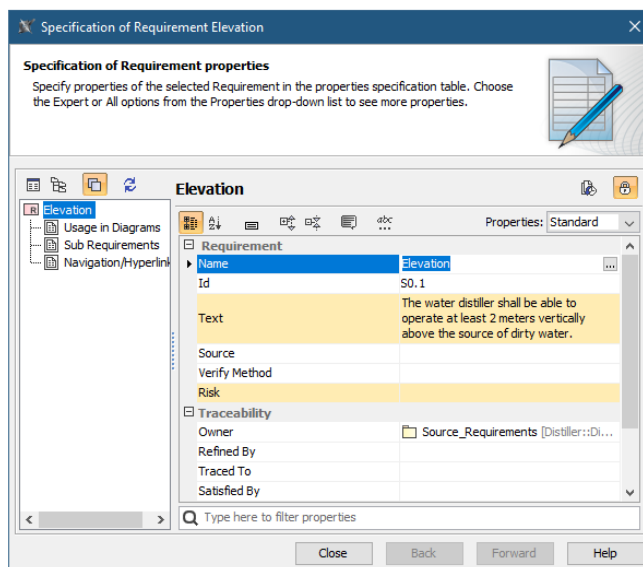 Specification of Requirement Elevation
Specification of Requirement properties
Specify properties of the selected Requirement in the properties specification table. Choose
the Expert or All options from the Properties drop-down list to see more properties.
Elevation
Usage in Diagrams
Sub Requirements
Navigation/Hyperlink
Elevation
Properties: Standard
Requirement
Name Elevation ...
Id S0.1
Text The water distiller shall be able to
operate at least 2 meters vertically
above the source of dirty water.
Source
Verify Method
Risk
Traceability
Owner Source_Requirements [Distiller::Di...
Refined By
Traced To
Satisfied By
Type here to filter properties
Close Back Forward Help